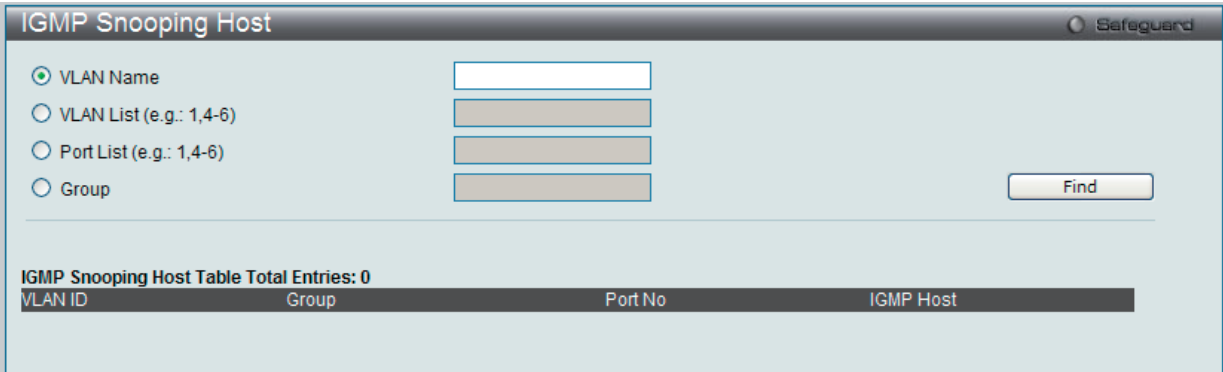 IGMP Snooping Host
Safeguard
VLAN Name
VLAN List (e.g.: 1,4-6)
Port List (e.g.: 1,4-6)
Group
Find
IGMP Snooping Host Table Total Entries: 0
VLAN ID Group Port No IGMP Host